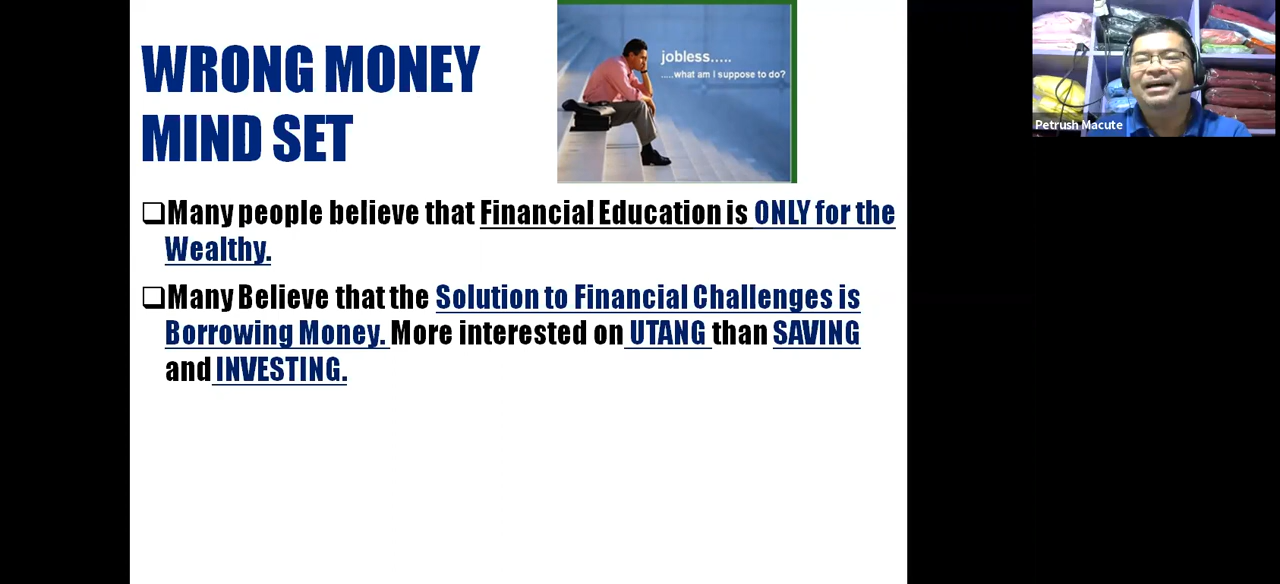 WRONG MONEY
MIND SET
jobless.....
.....what am I suppose to do?
Petrush Macute
Many people believe that Financial Education is ONLY for the
Wealthy.
Many Believe that the Solution to Financial Challenges is
Borrowing Money. More interested on UTANG than SAVING
and INVESTING.